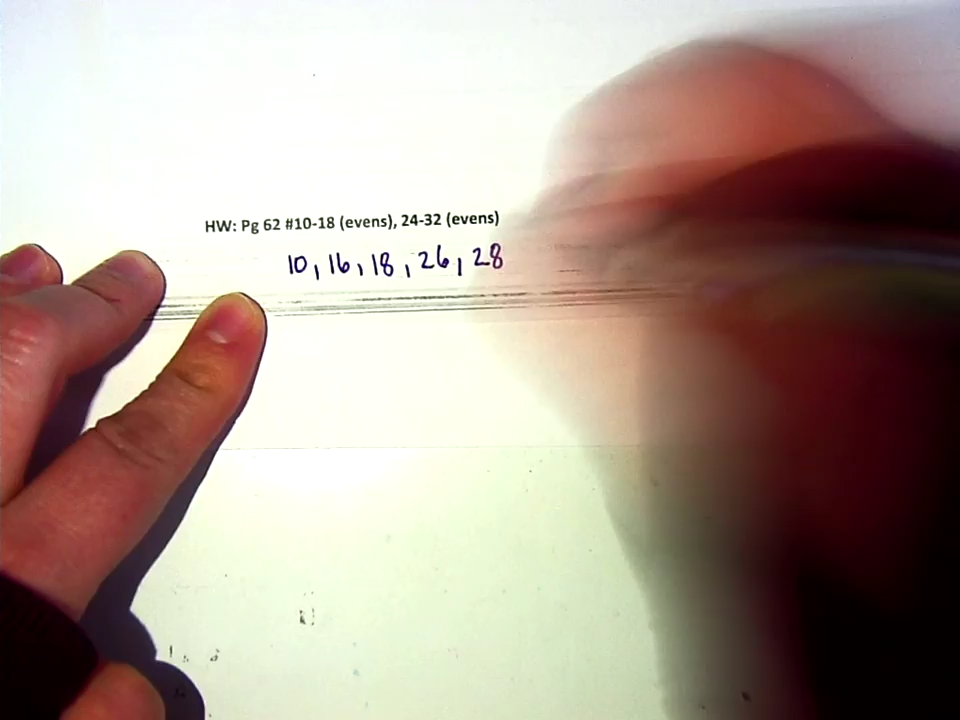 HW: Pg 62 #10-18 (evens), 24-32 (evens)
10, 16, 18, 26, 28